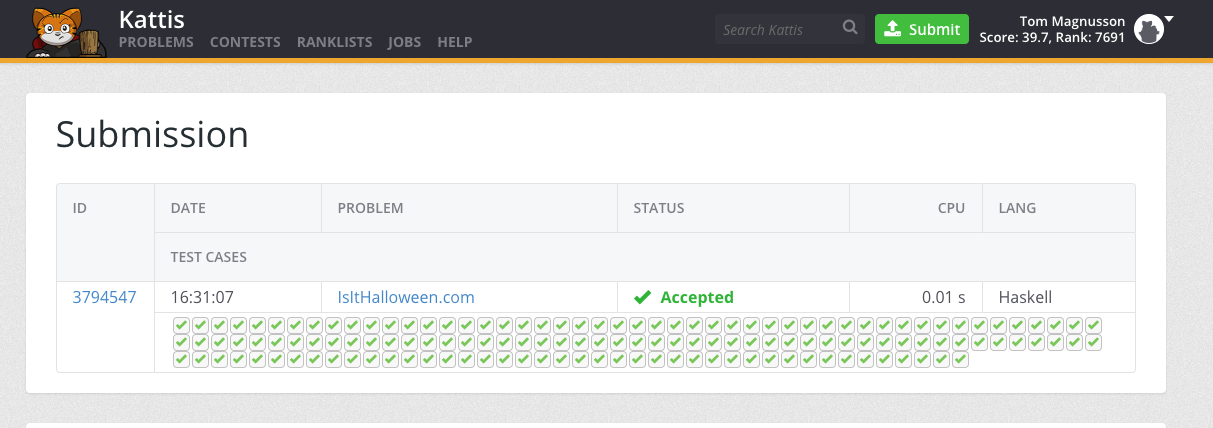 Kattis
PROBLEMS CONTESTS RANKLISTS JOBS HELP
Search Kattis
Submit
Tom Magnusson
Score: 39.7, Rank: 7691
Submission
ID DATE PROBLEM STATUS CPU LANG
TEST CASES
3794547 16:31:07 IsItHalloween.com Accepted 0.01 s Haskell